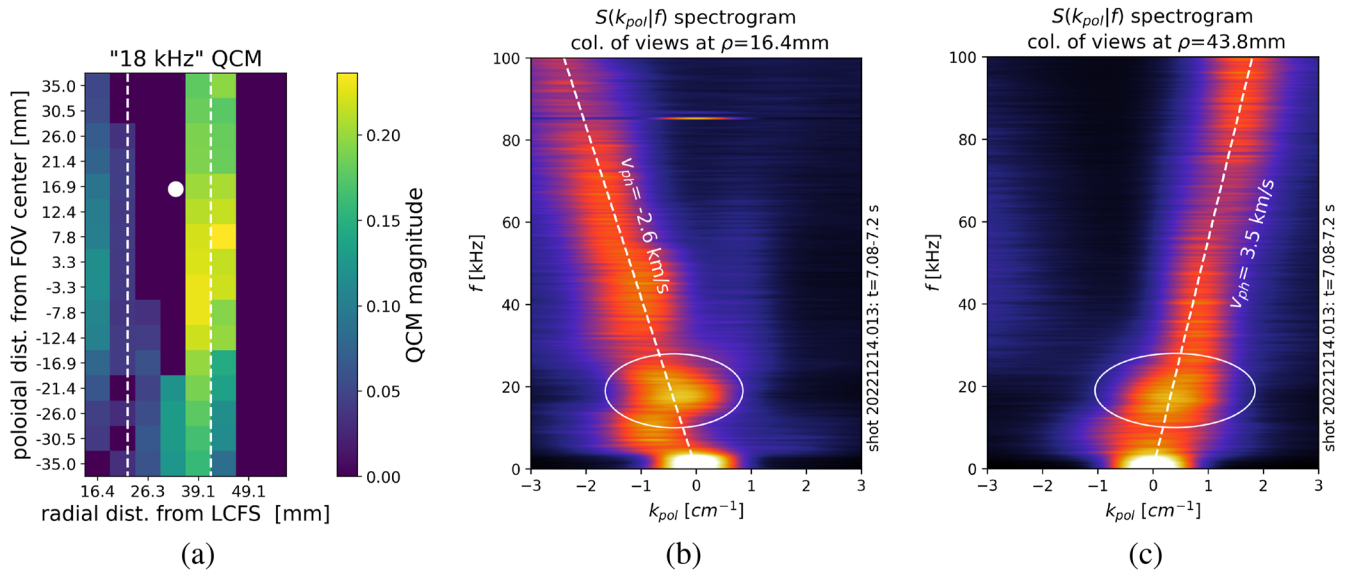 "18 kHz" QCM
poloidal dist. from FOV center [mm]
35.0
30.5
26.0
21.4
16.9
12.4
7.8
3.3
-3.3
-7.8
-12.4
-16.9
-21.4
-26.0
-30.5
-35.0
16.4 26.3 39.1 49.1
radial dist. from LCFS [mm]
0.20
0.15
0.10
0.05
0.00
QCM magnitude
(a)
S(k_pol|f) spectrogram
col. of views at ρ=16.4mm
f [kHz]
100
80
60
40
20
0
v_ph= -2.6 km/s
−3 −2 −1 0 1 2 3
k_pol [cm⁻¹]
shot 20221214.013: t=7.08-7.2 s
(b)
S(k_pol|f) spectrogram
col. of views at ρ=43.8mm
f [kHz]
100
80
60
40
20
0
v_ph= 3.5 km/s
−3 −2 −1 0 1 2 3
k_pol [cm⁻¹]
shot 20221214.013: t=7.08-7.2 s
(c)